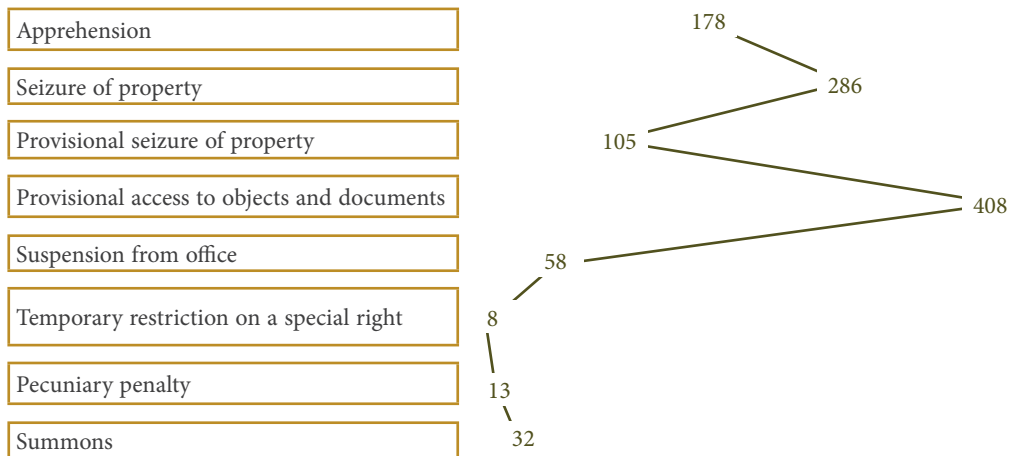 Apprehension 178
Seizure of property 286
Provisional seizure of property 105
Provisional access to objects and documents 408
Suspension from office 58
Temporary restriction on a special right 8
Pecuniary penalty 13
Summons 32